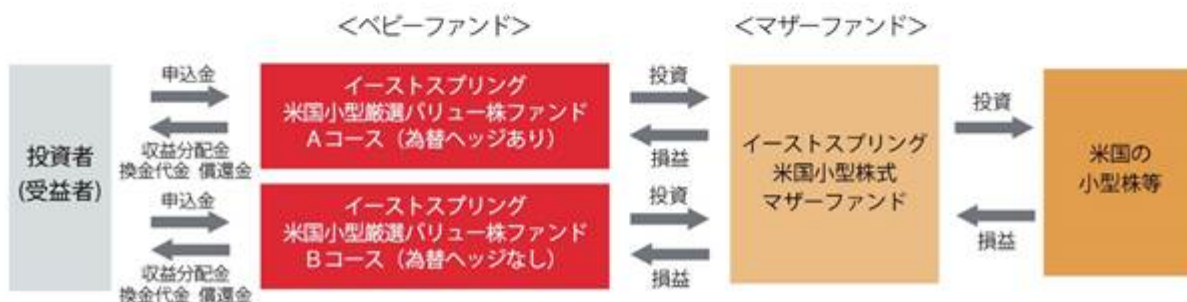 ＜ベビーファンド＞
＜マザーファンド＞
投資者
(受益者)
申込金
収益分配金
換金代金 償還金
申込金
収益分配金
換金代金 償還金
イーストスプリング
米国小型厳選バリュー株ファンド
Aコース（為替ヘッジあり）
イーストスプリング
米国小型厳選バリュー株ファンド
Bコース（為替ヘッジなし）
投資
損益
投資
損益
イーストスプリング
米国小型株式
マザーファンド
投資
損益
米国の
小型株等